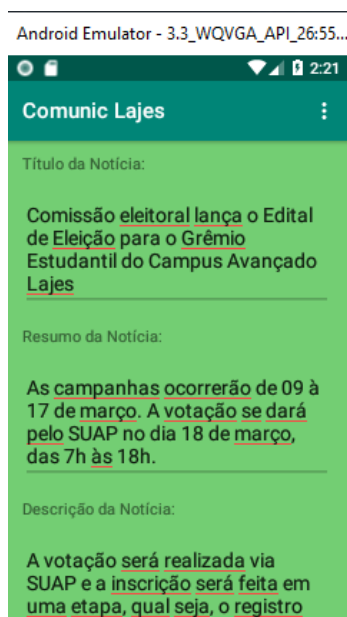 Android Emulator - 3.3_WQVGA_API_26:55...
2:21
Comunic Lajes
Título da Notícia:
Comissão eleitoral lança o Edital
de Eleição para o Grêmio
Estudantil do Campus Avançado
Lajes
Resumo da Notícia:
As campanhas ocorrerão de 09 à
17 de março. A votação se dará
pelo SUAP no dia 18 de março,
das 7h às 18h.
Descrição da Notícia:
A votação será realizada via
SUAP e a inscrição será feita em
uma etapa, qual seja, o registro